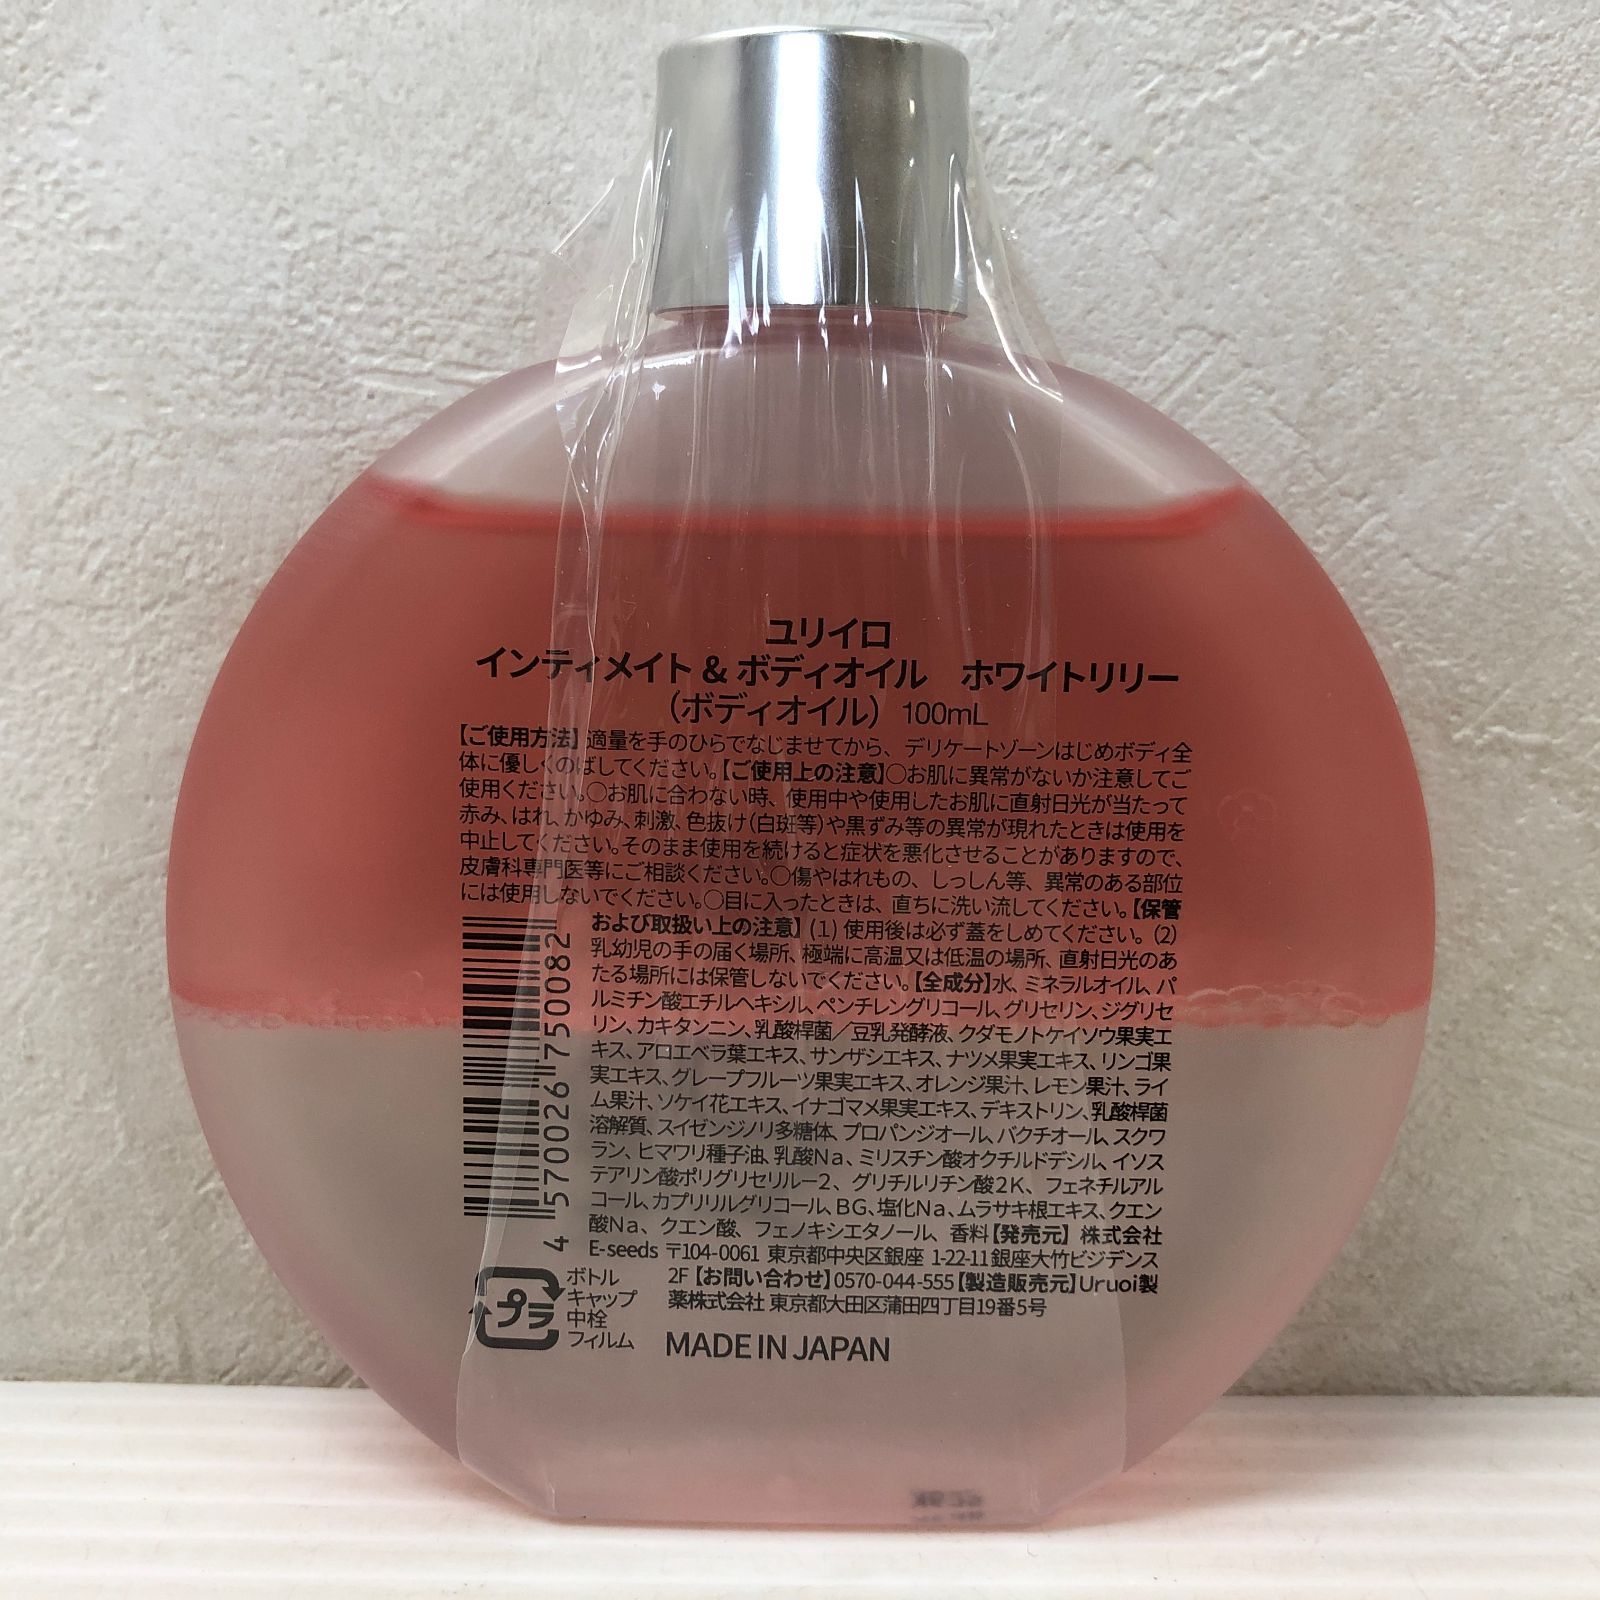 ユリイロ
インティメイト & ボディオイル　ホワイトリリー
（ボディオイル） 100mL
【ご使用方法】適量を手のひらでなじませてから、デリケートゾーンはじめボディ全
体に優しくのばしてください。【ご使用上の注意】○お肌に異常がないか注意してご
使用ください。○お肌に合わない時、使用中や使用したお肌に直射日光が当たって
赤み、はれ、かゆみ、刺激、色抜け（白斑等）や黒ずみ等の異常が現れたときは使用を
中止してください。そのまま使用を続けると症状を悪化させることがありますので、
皮膚科専門医等にご相談ください。○傷やはれもの、しっしん等、異常のある部位
には使用しないでください。○目に入ったときは、直ちに洗い流してください。【保管
および取扱い上の注意】(1) 使用後は必ず蓋をしめてください。(2)
乳幼児の手の届く場所、極端に高温又は低温の場所、直射日光のあ
たる場所には保管しないでください。【全成分】水、ミネラルオイル、パ
ルミチン酸エチルヘキシル、ペンチレングリコール、グリセリン、ジグリセ
リン、カキタンニン、乳酸桿菌／豆乳発酵液、クダモノトケイソウ果実エ
キス、アロエベラ葉エキス、サンザシエキス、ナツメ果実エキス、リンゴ果
実エキス、グレープフルーツ果実エキス、オレンジ果汁、レモン果汁、ライ
ム果汁、ソケイ花エキス、イナゴマメ果実エキス、デキストリン、乳酸桿菌
溶解質、スイゼンジノリ多糖体、プロパンジオール、バクチオール、スクワ
ラン、ヒマワリ種子油、乳酸Na、ミリスチン酸オクチルドデシル、イソス
テアリン酸ポリグリセリル−2、グリチルリチン酸2K、フェネチルアル
コール、カプリリルグリコール、BG、塩化Na、ムラサキ根エキス、クエン
酸Na、クエン酸、フェノキシエタノール、香料【発売元】株式会社
E-seeds 〒104-0061 東京都中央区銀座 1-22-11 銀座大竹ビジデンス
2F【お問い合わせ】0570-044-555【製造販売元】Uruoi製
薬株式会社 東京都大田区蒲田四丁目19番5号
MADE IN JAPAN
4 570026 750082
プラ
ボトル
キャップ
中栓
フィルム